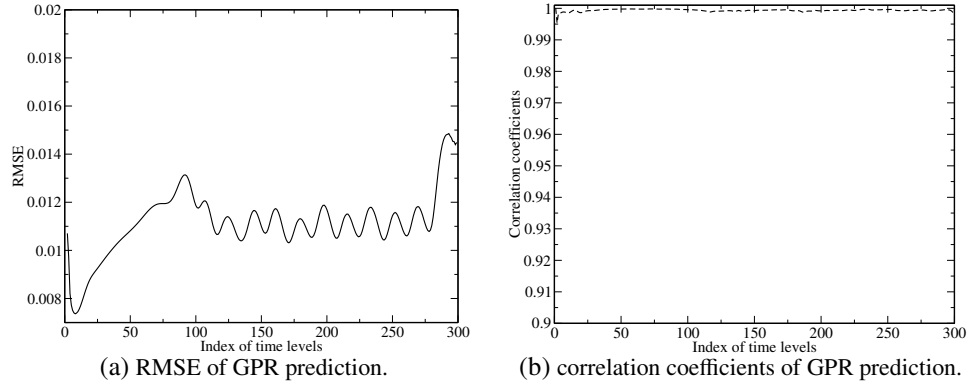 0.02
0.018
0.016
0.014
0.012
0.01
0.008
RMSE
0 50 100 150 200 250 300
Index of time levels
(a) RMSE of GPR prediction.
1
0.99
0.98
0.97
0.96
0.95
0.94
0.93
0.92
0.91
0.9
Correlation coefficients
0 50 100 150 200 250 300
Index of time levels
(b) correlation coefficients of GPR prediction.